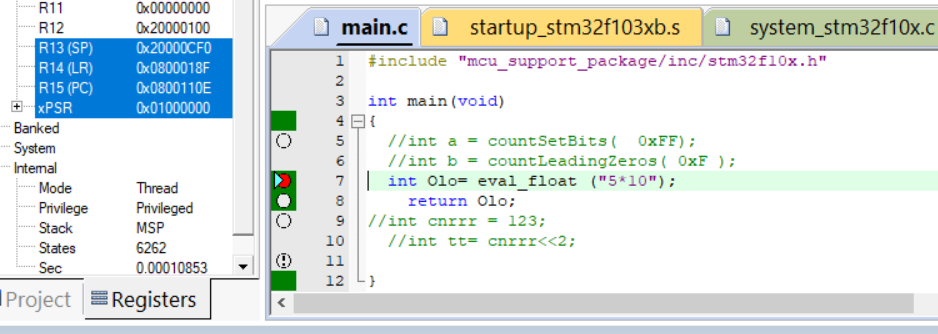 R11 0x00000000
R12 0x20000100
R13 (SP) 0x20000CF0
R14 (LR) 0x0800018F
R15 (PC) 0x0800110E
xPSR 0x01000000
Banked
System
Internal
Mode Thread
Privilege Privileged
Stack MSP
States 6262
Sec 0.00010853
Project Registers
main.c startup_stm32f103xb.s system_stm32f10x.c
1 #include "mcu_support_package/inc/stm32f10x.h"
2
3 int main(void)
4 {
5 //int a = countSetBits(  0xFF);
6 //int b = countLeadingZeros( 0xF );
7 int Olo= eval_float ("5*10");
8 return Olo;
9 //int cnrrr = 123;
10 //int tt= cnrrr<<2;
11
12 }